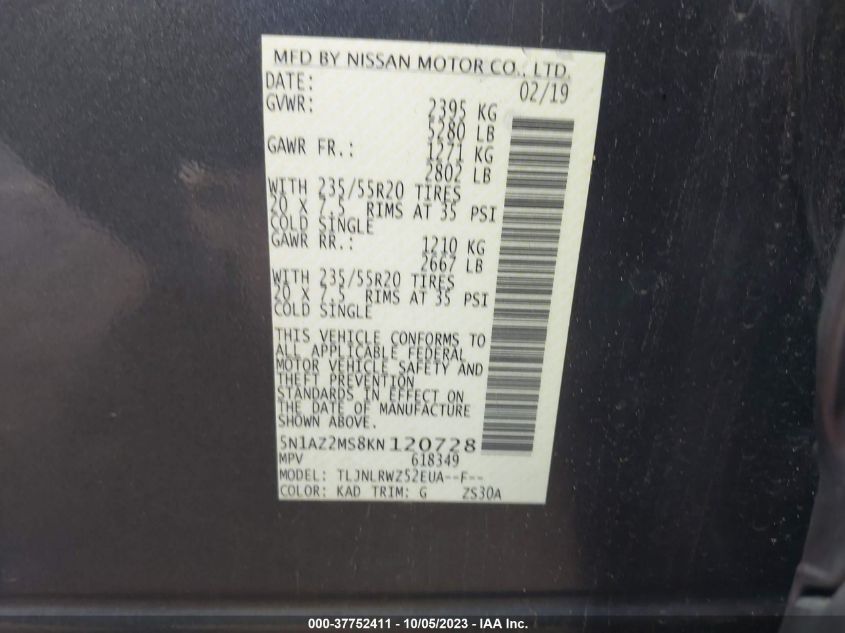 MFD BY NISSAN MOTOR CO., LTD.
DATE: 02/19
GVWR: 2395 KG
5280 LB
GAWR FR.: 1271 KG
2802 LB
WITH 235/55R20 TIRES
20 X 7.5 RIMS AT 35 PSI
COLD SINGLE
GAWR RR.: 1210 KG
2667 LB
WITH 235/55R20 TIRES
20 X 7.5 RIMS AT 35 PSI
COLD SINGLE
THIS VEHICLE CONFORMS TO
ALL APPLICABLE FEDERAL
MOTOR VEHICLE SAFETY AND
THEFT PREVENTION
STANDARDS IN EFFECT ON
THE DATE OF MANUFACTURE
SHOWN ABOVE.
5N1AZ2MS8KN120728
MPV 618349
MODEL: TLJNLRWZ52EUA--F--
COLOR: KAD TRIM: G ZS30A
000-37752411 - 10/05/2023 - IAA Inc.